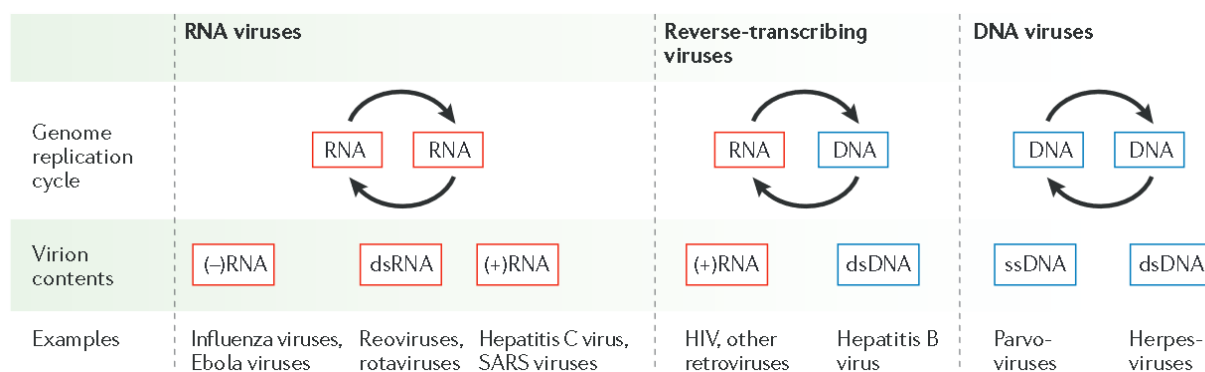 RNA viruses
Reverse-transcribing
viruses
DNA viruses
Genome
replication
cycle
RNA
RNA
RNA
DNA
DNA
DNA
Virion
contents
(–)RNA
dsRNA
(+)RNA
(+)RNA
dsDNA
ssDNA
dsDNA
Examples
Influenza viruses,
Ebola viruses
Reoviruses,
rotaviruses
Hepatitis C virus,
SARS viruses
HIV, other
retroviruses
Hepatitis B
virus
Parvo-
viruses
Herpes-
viruses